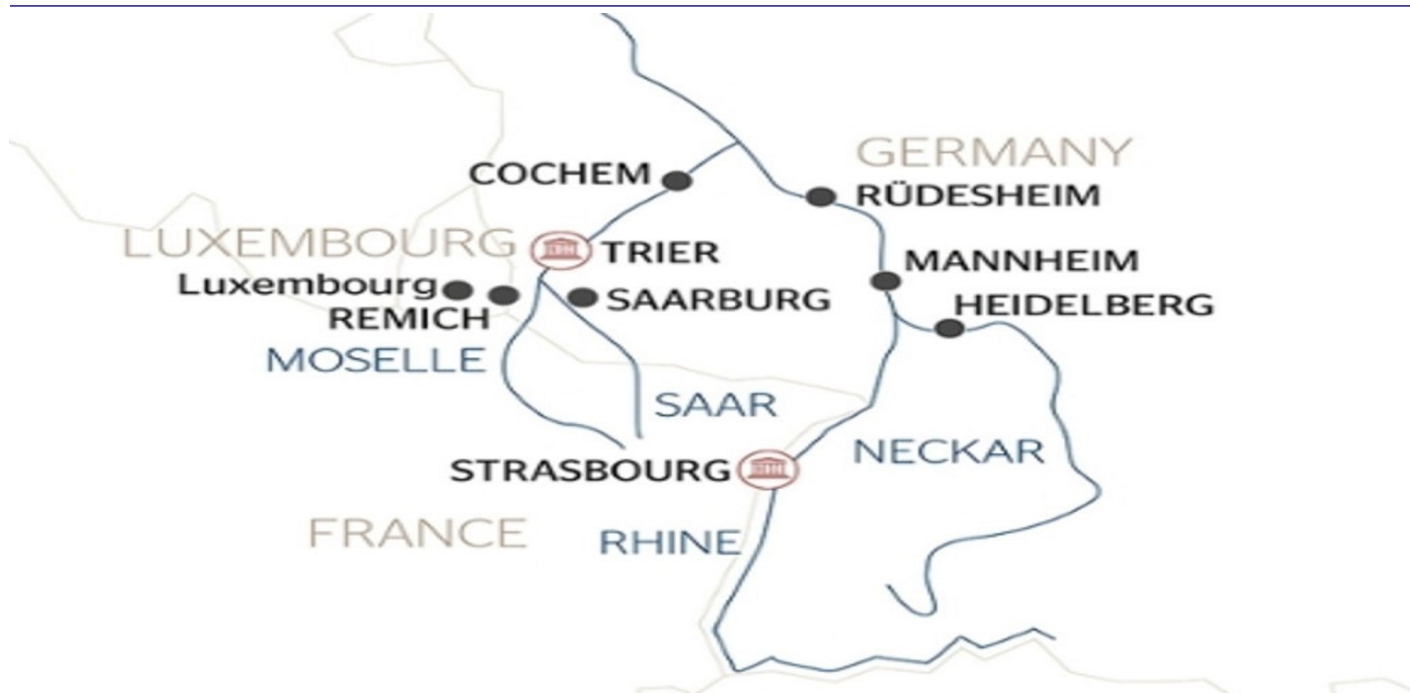 GERMANY
COCHEM
RÜDESHEIM
LUXEMBOURG
TRIER
MANNHEIM
Luxembourg
SAARBURG
HEIDELBERG
REMICH
MOSELLE
SAAR
NECKAR
STRASBOURG
FRANCE
RHINE